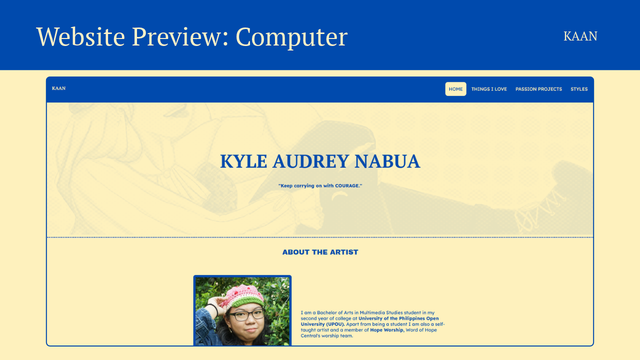 Website Preview: Computer
KAAN
KAAN
HOME
THINGS I LOVE
PASSION PROJECTS
STYLES
KYLE AUDREY NABUA
"Keep carrying on with COURAGE."
ABOUT THE ARTIST
I am a Bachelor of Arts in Multimedia Studies student in my
second year of college at University of the Philippines Open
University (UPOU). Apart from being a student I am also a self-
taught artist and a member of Hope Worship, Word of Hope
Central's worship team.